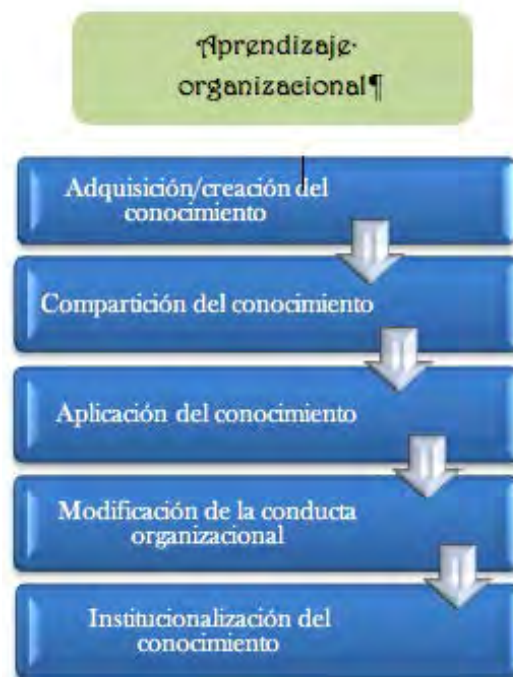 Aprendizaje·
organizacional¶
Adquisición/creación del
conocimiento
Compartición del conocimiento
Aplicación del conocimiento
Modificación de la conducta
organizacional
Institucionalización del
conocimiento